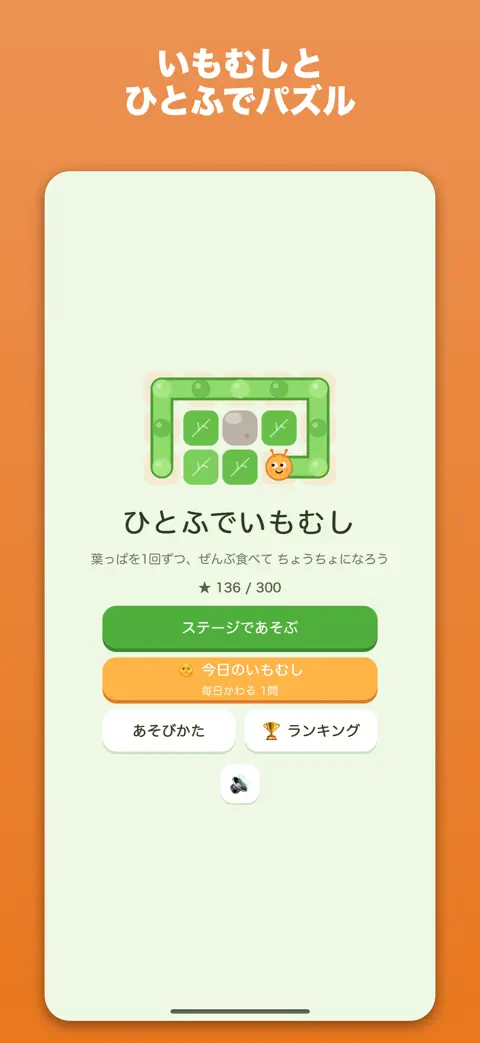 いもむしと
ひとふでパズル
ひとふでいもむし
葉っぱを1回ずつ、ぜんぶ食べて ちょうちょになろう
★ 136 / 300
ステージであそぶ
🌞 今日のいもむし
毎日かわる 1問
あそびかた
🏆 ランキング